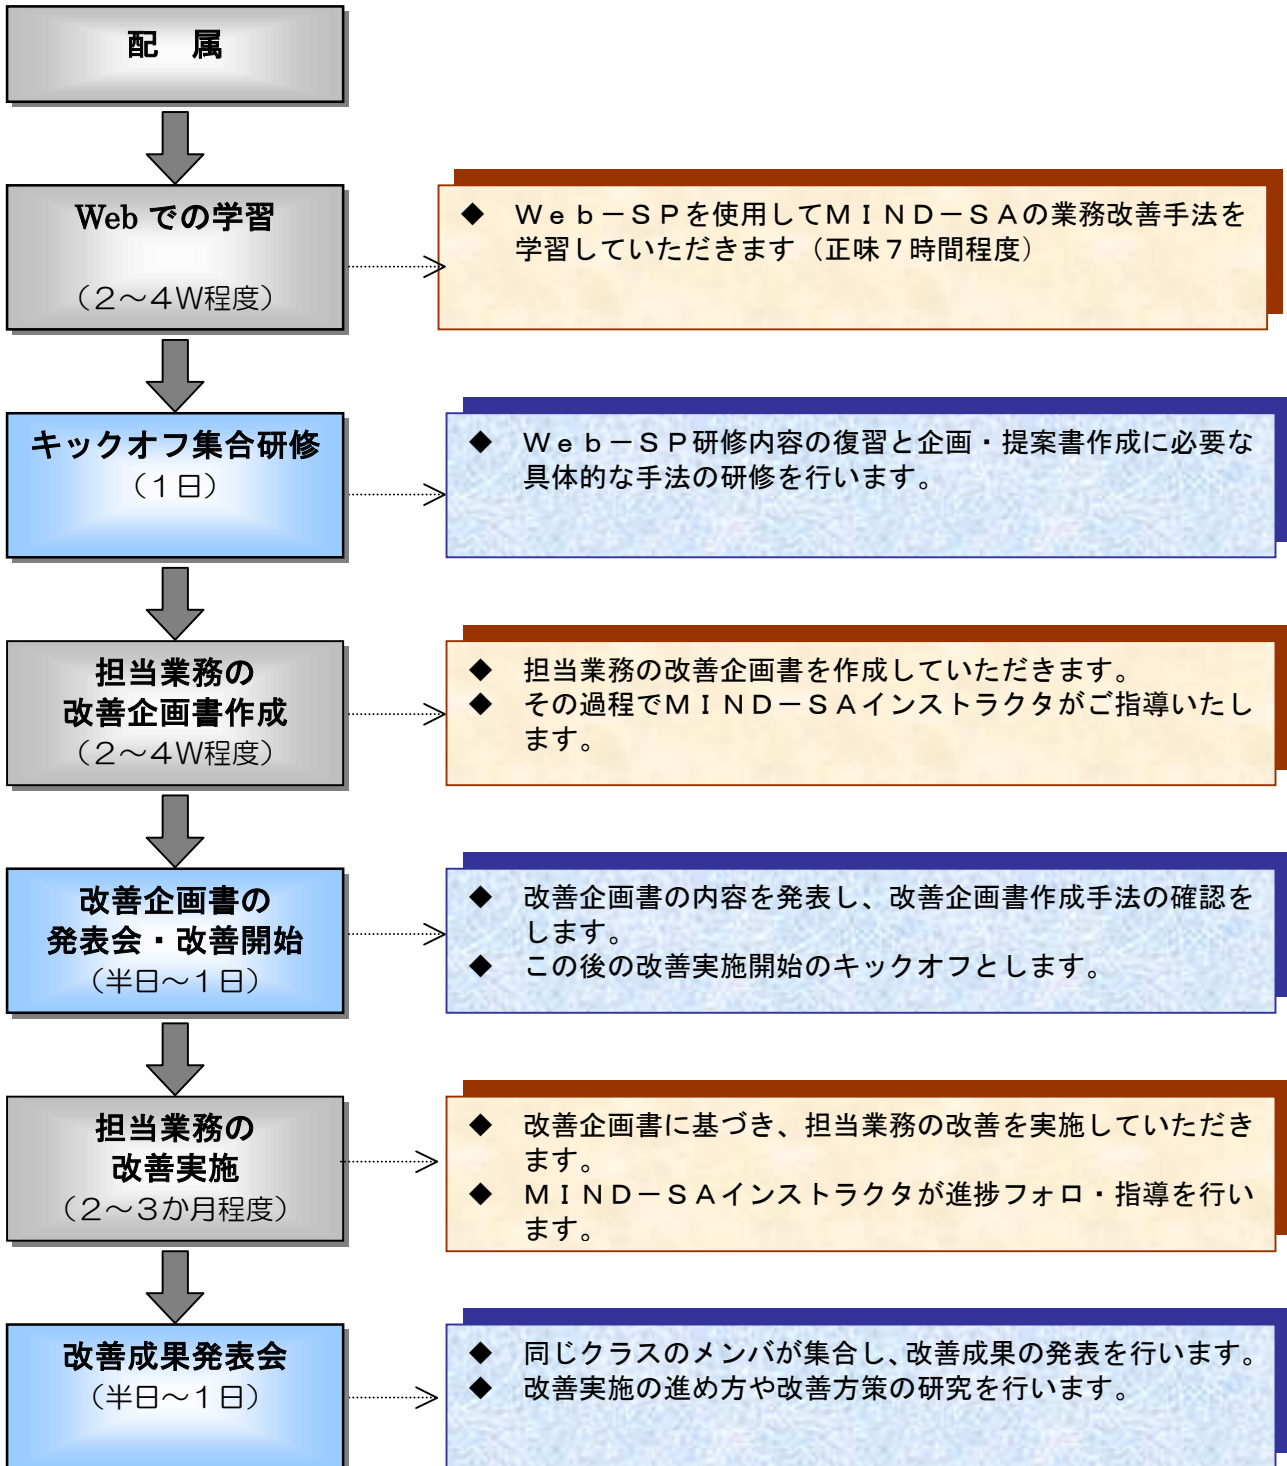 配　属
Web での学習
（２～４W程度）
◆　Ｗｅｂ－ＳＰを使用してＭＩＮＤ－ＳＡの業務改善手法を
学習していただきます（正味７時間程度）
キックオフ集合研修
（１日）
◆　Ｗｅｂ－ＳＰ研修内容の復習と企画・提案書作成に必要な
具体的な手法の研修を行います。
担当業務の
改善企画書作成
（２～４W程度）
◆　担当業務の改善企画書を作成していただきます。
◆　その過程でＭＩＮＤ－ＳＡインストラクタがご指導いたし
ます。
改善企画書の
発表会・改善開始
（半日～１日）
◆　改善企画書の内容を発表し、改善企画書作成手法の確認を
します。
◆　この後の改善実施開始のキックオフとします。
担当業務の
改善実施
（２～３か月程度）
◆　改善企画書に基づき、担当業務の改善を実施していただき
ます。
◆　ＭＩＮＤ－ＳＡインストラクタが進捗フォロ・指導を行い
ます。
改善成果発表会
（半日～１日）
◆　同じクラスのメンバが集合し、改善成果の発表を行います。
◆　改善実施の進め方や改善方策の研究を行います。